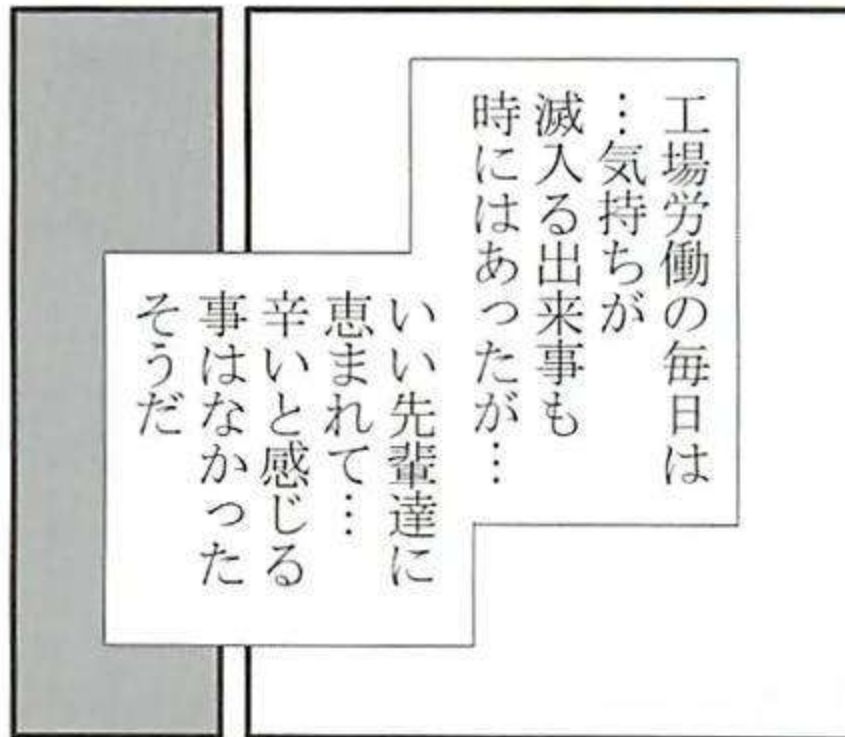 工場労働の毎日は
…気持ちが
滅入る出来事も
時にはあったが…
いい先輩達に
恵まれて…
辛いと感じる
事はなかった
そうだ